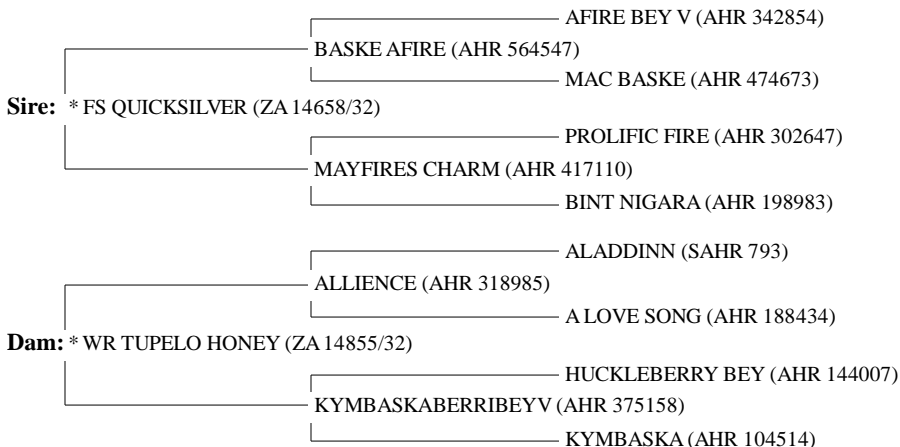 AFIRE BEY V (AHR 342854)
BASKE AFIRE (AHR 564547)
MAC BASKE (AHR 474673)
Sire: * FS QUICKSILVER (ZA 14658/32)
PROLIFIC FIRE (AHR 302647)
MAYFIRES CHARM (AHR 417110)
BINT NIGARA (AHR 198983)
ALADDINN (SAHR 793)
ALLIENCE (AHR 318985)
A LOVE SONG (AHR 188434)
Dam: * WR TUPELO HONEY (ZA 14855/32)
HUCKLEBERRY BEY (AHR 144007)
KYMBASKABERRIBEYV (AHR 375158)
KYMBASKA (AHR 104514)